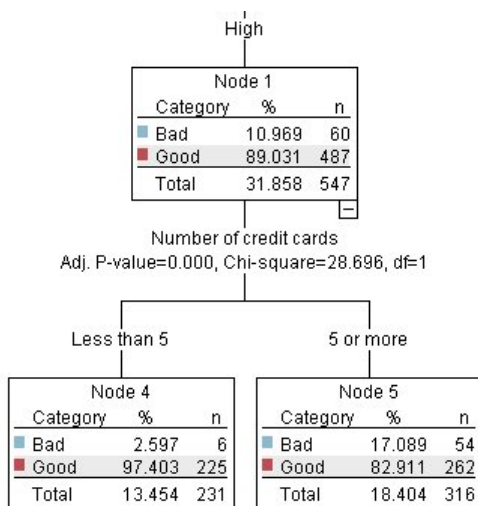 High
Node 1
Category % n
Bad 10.969 60
Good 89.031 487
Total 31.858 547
Number of credit cards
Adj. P-value=0.000, Chi-square=28.696, df=1
Less than 5
5 or more
Node 4
Category % n
Bad 2.597 6
Good 97.403 225
Total 13.454 231
Node 5
Category % n
Bad 17.089 54
Good 82.911 262
Total 18.404 316